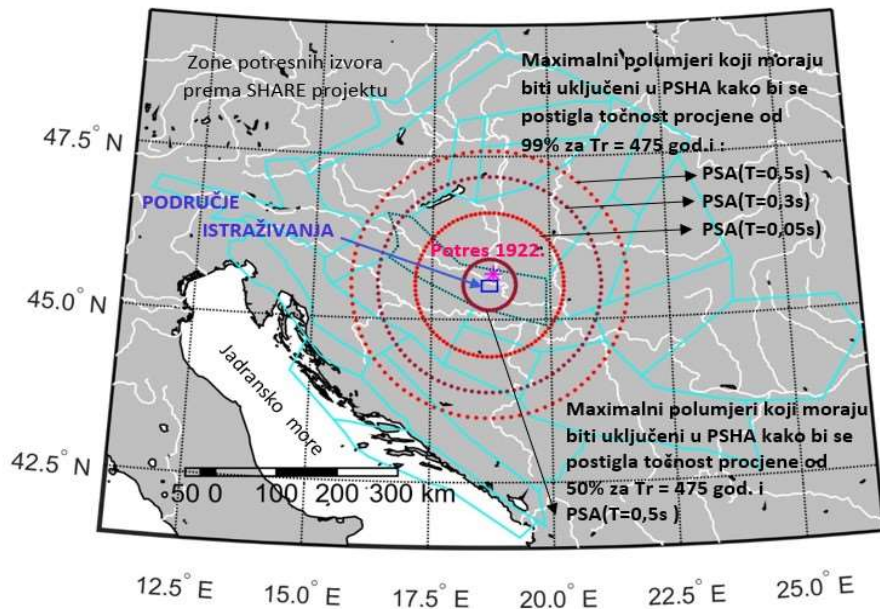 Zone potresnih izvora
prema SHARE projektu
Maximalni polumjeri koji moraju
biti uključeni u PSHA kako bi se
postigla točnost procjene od
99% za Tr = 475 god.i :
PSA(T=0,5s)
PSA(T=0,3s)
PSA(T=0,05s)
PODRUČJE
ISTRAŽIVANJA
Potres 1922.
Jadransko more
Maximalni polumjeri koji moraju
biti uključeni u PSHA kako bi se
postigla točnost procjene od
50% za Tr = 475 god. i
PSA(T=0,5s )
50 0 100 200 300 km
47.5° N
45.0° N
42.5° N
12.5° E 15.0° E 17.5° E 20.0° E 22.5° E 25.0° E